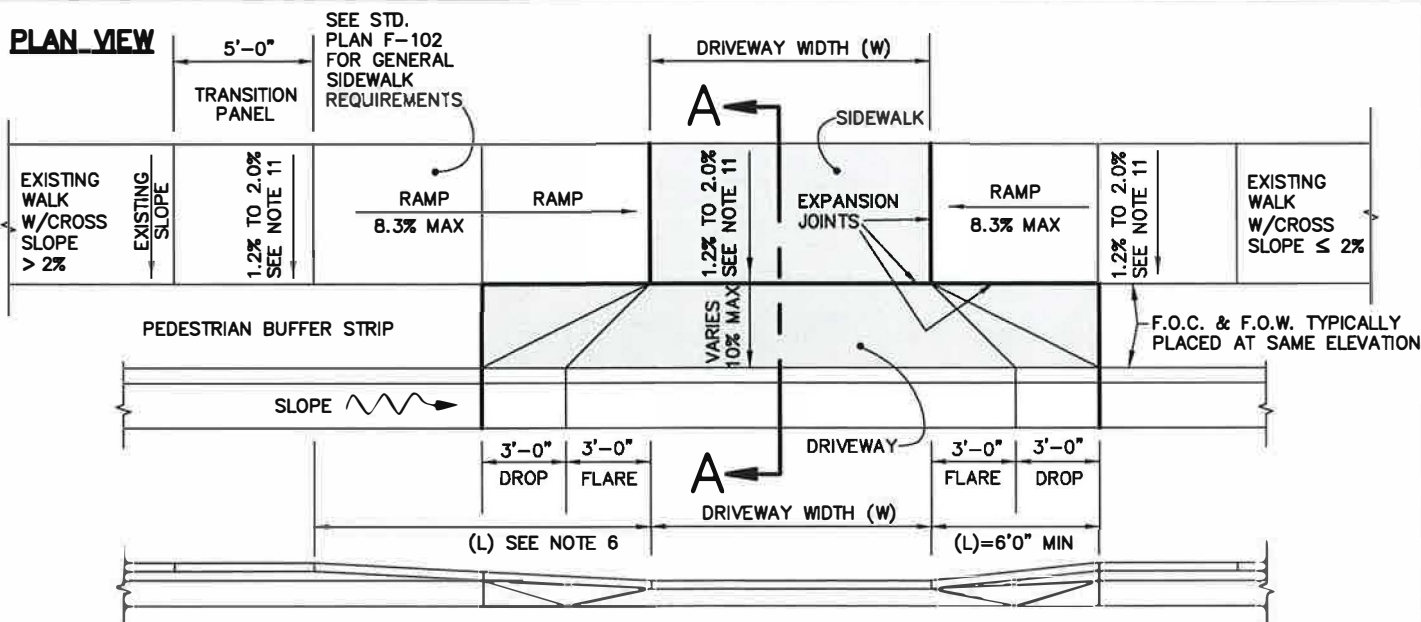 PLAN VIEW
5'-0"
TRANSITION
PANEL
SEE STD.
PLAN F-102
FOR GENERAL
SIDEWALK
REQUIREMENTS
DRIVEWAY WIDTH (W)
A
SIDEWALK
EXISTING
WALK
W/CROSS
SLOPE
> 2%
EXISTING
SLOPE
1.2% TO 2.0%
SEE NOTE 11
RAMP
8.3% MAX
RAMP
1.2% TO 2.0%
SEE NOTE 11
EXPANSION
JOINTS
RAMP
8.3% MAX
1.2% TO 2.0%
SEE NOTE 11
EXISTING
WALK
W/CROSS
SLOPE ≤ 2%
PEDESTRIAN BUFFER STRIP
VARIES
10% MAX
F.O.C. & F.O.W. TYPICALLY
PLACED AT SAME ELEVATION
SLOPE
DRIVEWAY
3'-0"
DROP
3'-0"
FLARE
A
3'-0"
FLARE
3'-0"
DROP
(L) SEE NOTE 6
DRIVEWAY WIDTH (W)
(L)=6'0" MIN